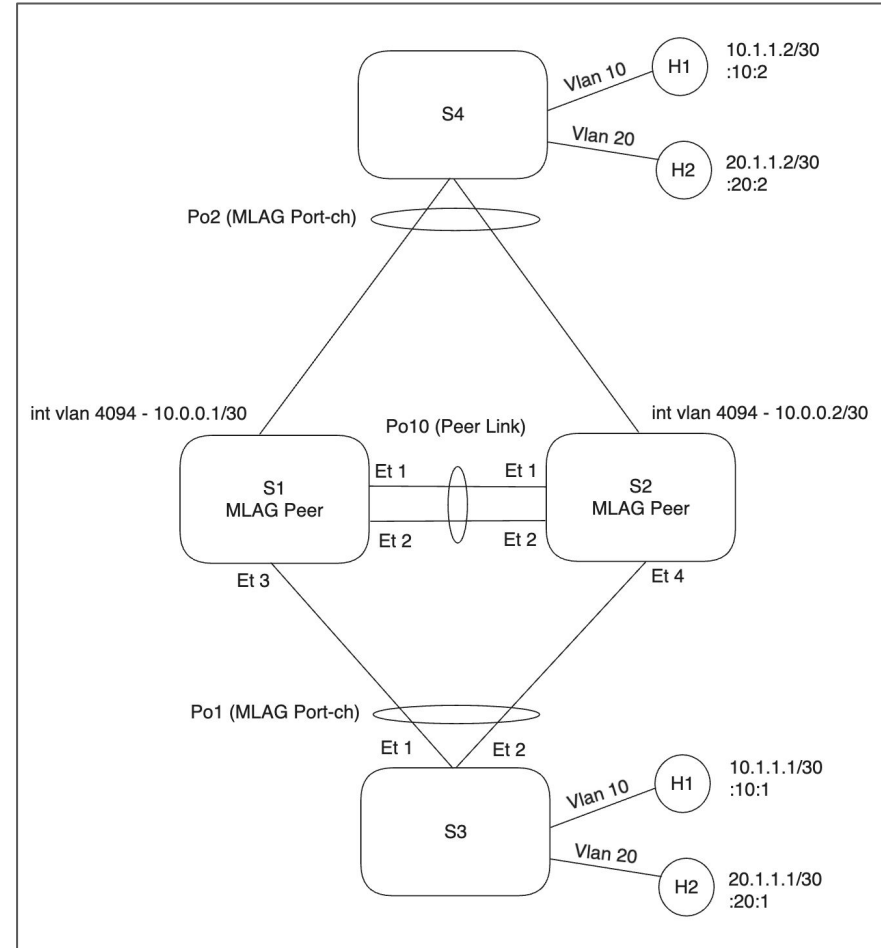 10.1.1.2/30
:10:2
H1
Vlan 10
S4
Vlan 20
H2
20.1.1.2/30
:20:2
Po2 (MLAG Port-ch)
int vlan 4094 - 10.0.0.1/30
int vlan 4094 - 10.0.0.2/30
Po10 (Peer Link)
Et 1
Et 1
S1
MLAG Peer
S2
MLAG Peer
Et 2
Et 2
Et 3
Et 4
Po1 (MLAG Port-ch)
Et 1
Et 2
10.1.1.1/30
:10:1
H1
Vlan 10
S3
Vlan 20
H2
20.1.1.1/30
:20:1